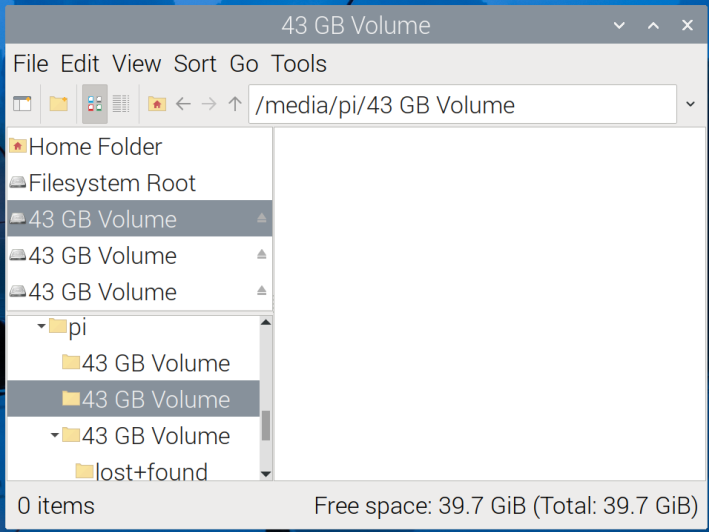 43 GB Volume
File Edit View Sort Go Tools
/media/pi/43 GB Volume
Home Folder
Filesystem Root
43 GB Volume
43 GB Volume
43 GB Volume
pi
43 GB Volume
43 GB Volume
43 GB Volume
lost+found
0 items Free space: 39.7 GiB (Total: 39.7 GiB)